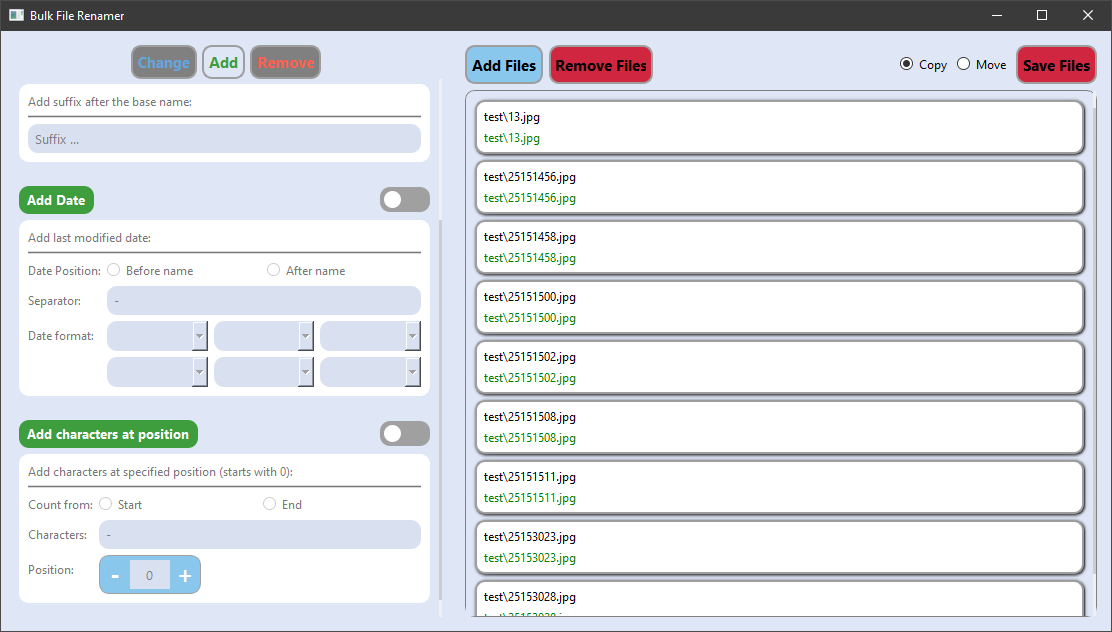 Bulk File Renamer
Change Add Remove
Add suffix after the base name:
Suffix ...
Add Date
Add last modified date:
Date Position: Before name After name
Separator: -
Date format:
Add characters at position
Add characters at specified position (starts with 0):
Count from: Start End
Characters: -
Position: - 0 +
Add Files Remove Files Copy Move Save Files
test\13.jpg
test\13.jpg
test\25151456.jpg
test\25151456.jpg
test\25151458.jpg
test\25151458.jpg
test\25151500.jpg
test\25151500.jpg
test\25151502.jpg
test\25151502.jpg
test\25151508.jpg
test\25151508.jpg
test\25151511.jpg
test\25151511.jpg
test\25153023.jpg
test\25153023.jpg
test\25153028.jpg